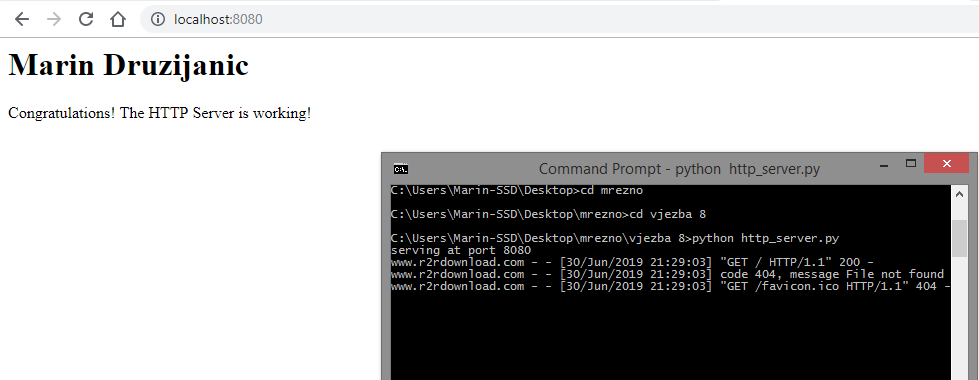 localhost:8080
Marin Druzijanic
Congratulations! The HTTP Server is working!
Command Prompt - python  http_server.py
C:\Users\Marin-SSD\Desktop>cd mrezno
C:\Users\Marin-SSD\Desktop\mrezno>cd vjezba 8
C:\Users\Marin-SSD\Desktop\mrezno\vjezba 8>python http_server.py
serving at port 8080
www.r2rdownload.com - - [30/Jun/2019 21:29:03] "GET / HTTP/1.1" 200 -
www.r2rdownload.com - - [30/Jun/2019 21:29:03] code 404, message File not found
www.r2rdownload.com - - [30/Jun/2019 21:29:03] "GET /favicon.ico HTTP/1.1" 404 -